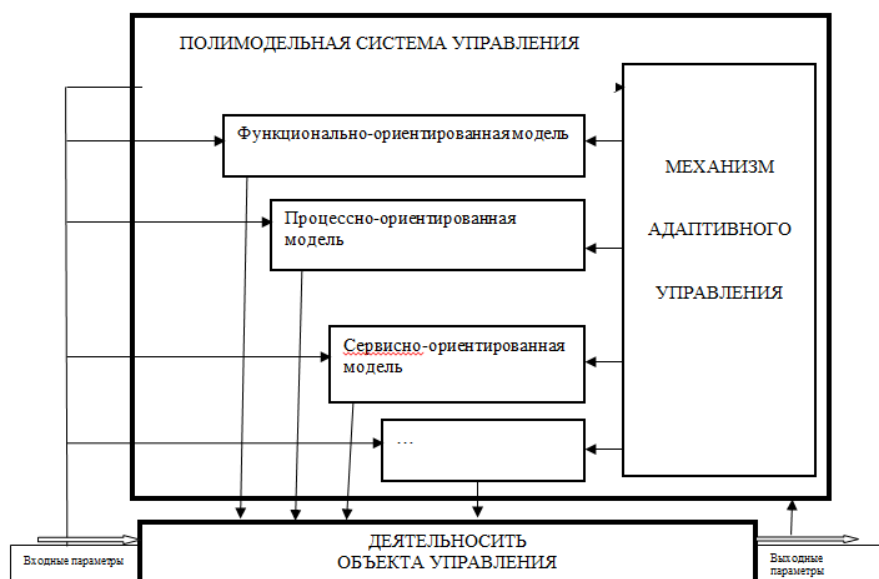 ПОЛИМОДЕЛЬНАЯ СИСТЕМА УПРАВЛЕНИЯ
Функционально-ориентированная модель
МЕХАНИЗМ
АДАПТИВНОГО
УПРАВЛЕНИЯ
Процессно-ориентированная
модель
Сервисно-ориентированная
модель
...
ДЕЯТЕЛЬНОСИТЬ
ОБЪЕКТА УПРАВЛЕНИЯ
Входные параметры
Выходные
параметры